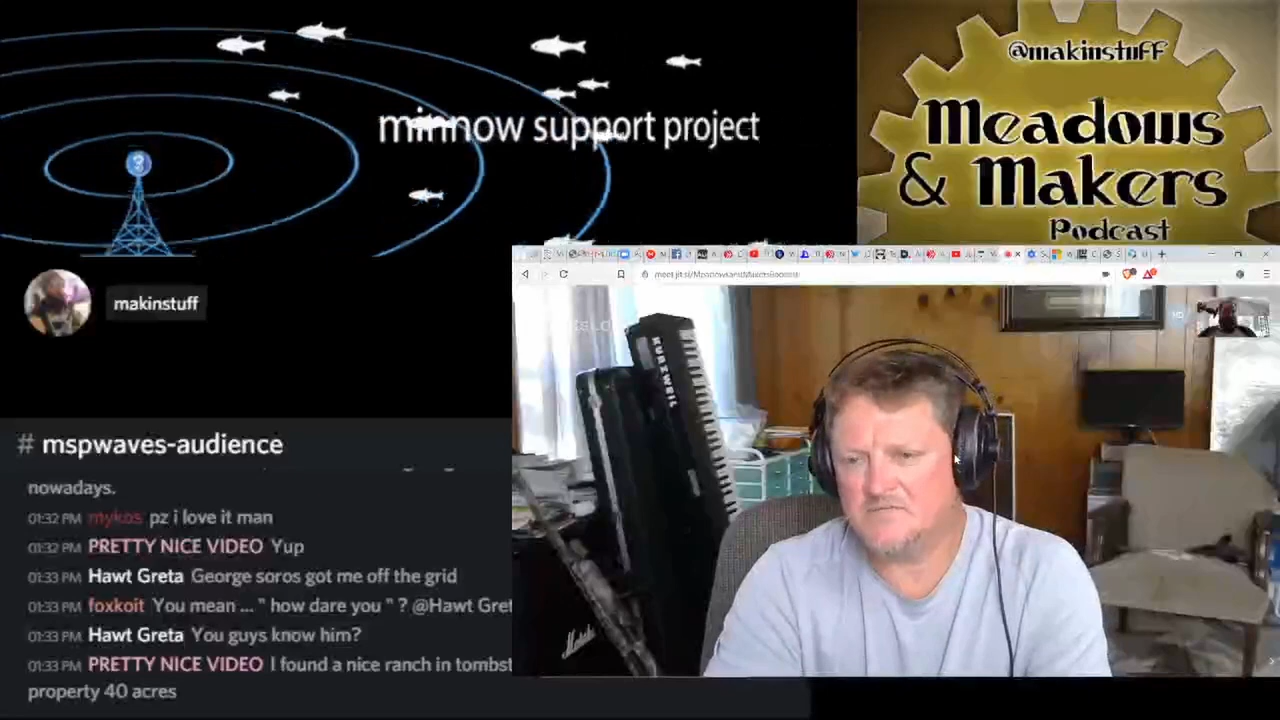 minnow support project
@makinstuff
Meadows
& Makers
Podcast
makinstuff
# mspwaves-audience
nowadays.
01:32 PM mykos pz i love it man
01:32 PM PRETTY NICE VIDEO Yup
01:33 PM Hawt Greta George soros got me off the grid
01:33 PM foxkoit You mean ... " how dare you " ? @Hawt Gret
01:33 PM Hawt Greta You guys know him?
01:33 PM PRETTY NICE VIDEO I found a nice ranch in tombst
property 40 acres
KURZWEIL
HD